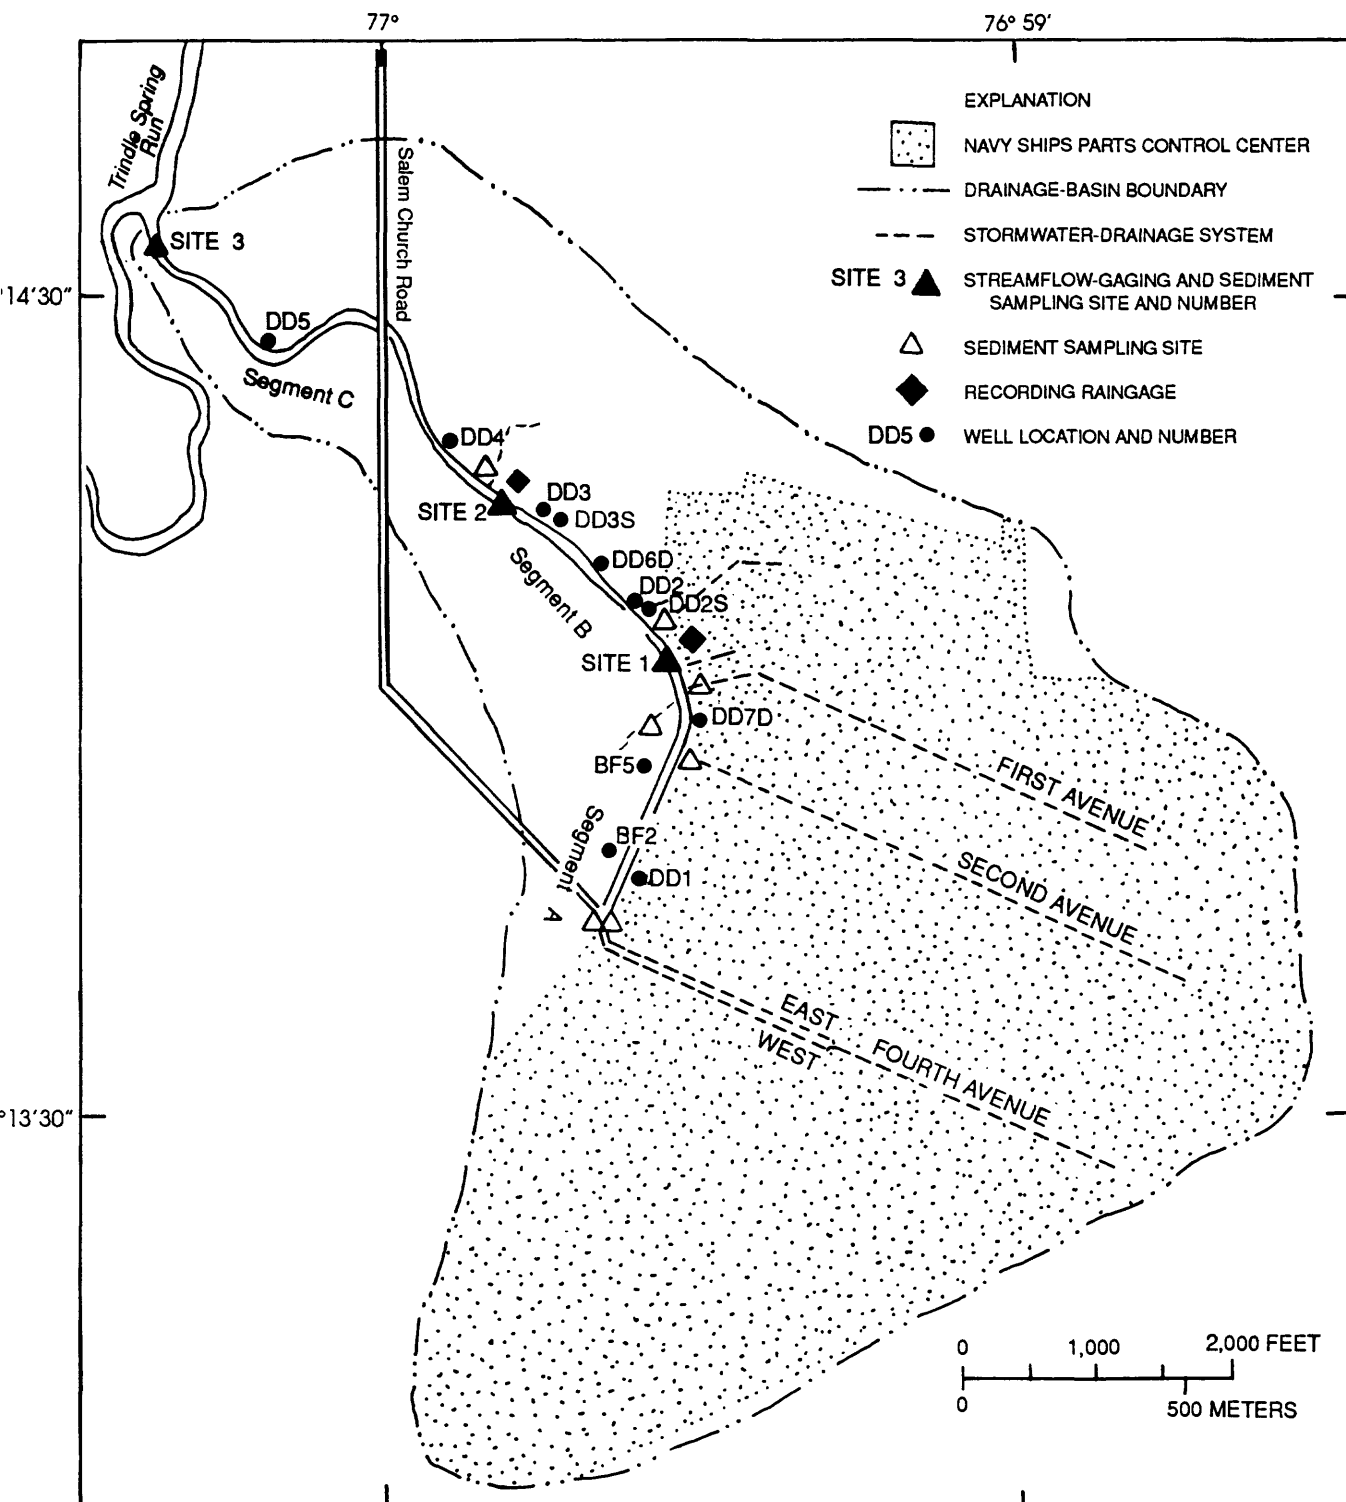 77°
76° 59′
Trindle Spring
Run
Salem Church Road
EXPLANATION
NAVY SHIPS PARTS CONTROL CENTER
DRAINAGE-BASIN BOUNDARY
STORMWATER-DRAINAGE SYSTEM
SITE 3
STREAMFLOW-GAGING AND SEDIMENT
SAMPLING SITE AND NUMBER
SEDIMENT SAMPLING SITE
RECORDING RAINGAGE
DD5
WELL LOCATION AND NUMBER
SITE 3
°14′30″
DD5
Segment C
DD4
DD3
SITE 2
DD3S
Segment B
DD6D
DD2
DD2S
SITE 1
DD7D
BF5
FIRST AVENUE
Segment A
BF2
SECOND AVENUE
DD1
EAST
WEST
FOURTH AVENUE
°13′30″
0 1,000 2,000 FEET
0 500 METERS